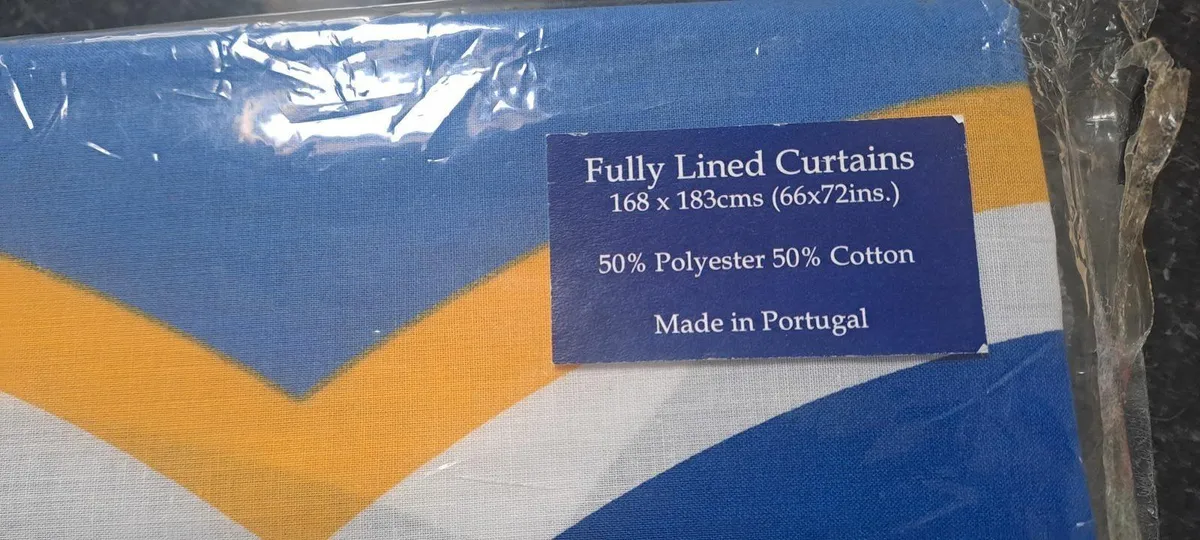 Fully Lined Curtains
168 x 183cms (66x72ins.)
50% Polyester 50% Cotton
Made in Portugal